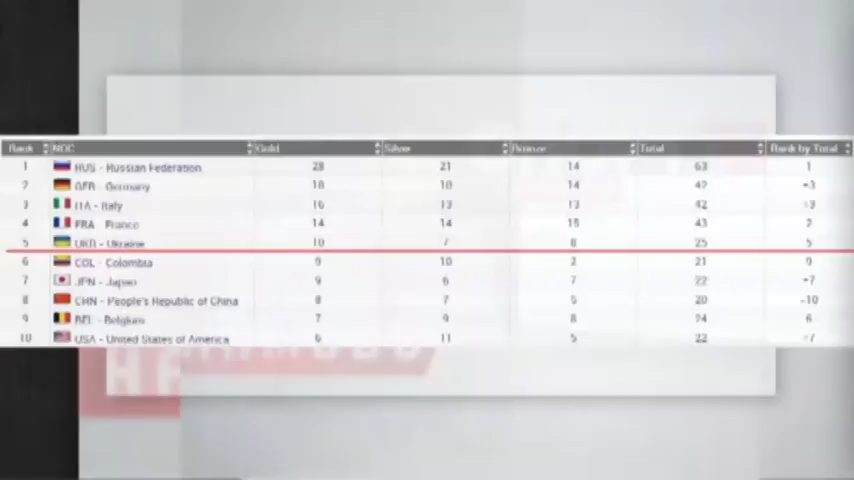 Rank NOC Gold Silver Bronze Total Rank by Total
1 RUS - Russian Federation 28 21 14 63 1
2 GER - Germany 18 10 14 42 =3
3 ITA - Italy 16 13 13 42 =3
4 FRA - France 14 14 15 43 2
5 UKR - Ukraine 10 7 8 25 5
6 COL - Colombia 9 10 2 21 9
7 JPN - Japan 9 6 7 22 =7
8 CHN - People's Republic of China 8 7 5 20 =10
9 BEL - Belgium 7 9 8 24 6
10 USA - United States of America 6 11 5 22 =7